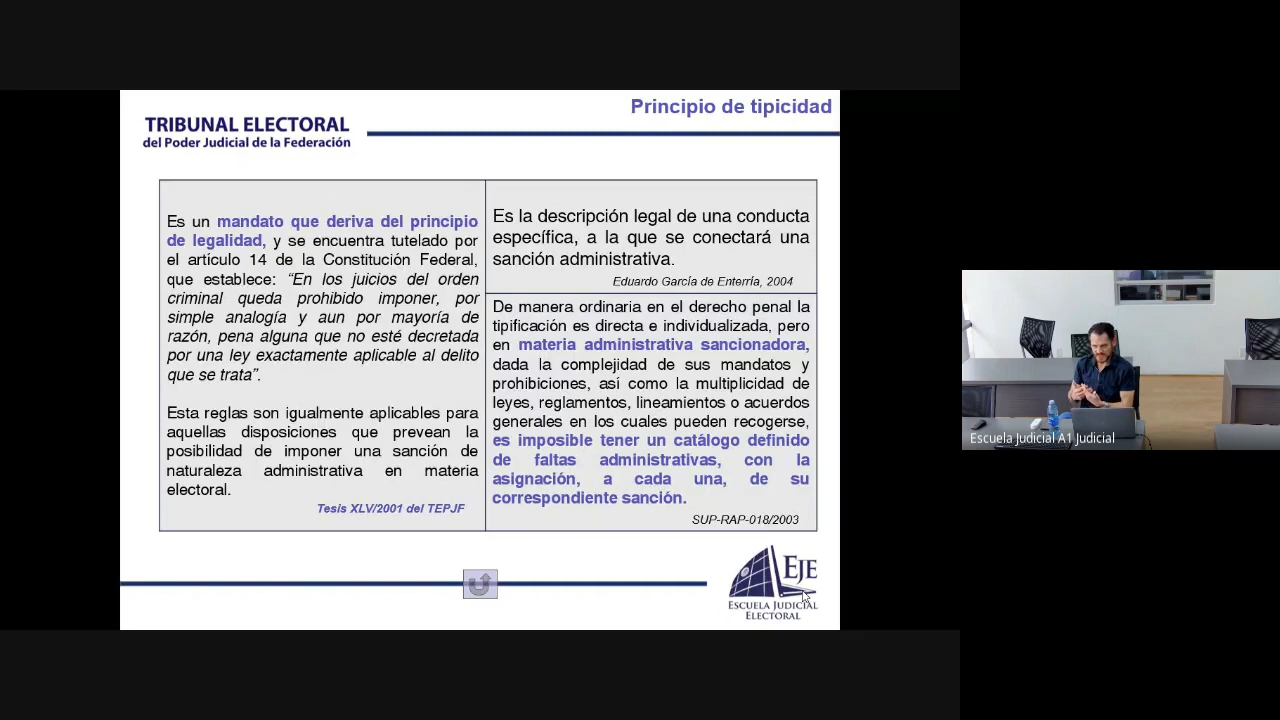 Principio de tipicidad
TRIBUNAL ELECTORAL
del Poder Judicial de la Federación
Es un mandato que deriva del principio
de legalidad, y se encuentra tutelado por
el artículo 14 de la Constitución Federal,
que establece: “En los juicios del orden
criminal queda prohibido imponer, por
simple analogía y aun por mayoría de
razón, pena alguna que no esté decretada
por una ley exactamente aplicable al delito
que se trata”.
Esta reglas son igualmente aplicables para
aquellas disposiciones que prevean la
posibilidad de imponer una sanción de
naturaleza administrativa en materia
electoral.
Tesis XLV/2001 del TEPJF
Es la descripción legal de una conducta
específica, a la que se conectará una
sanción administrativa.
Eduardo García de Enterría, 2004
De manera ordinaria en el derecho penal la
tipificación es directa e individualizada, pero
en materia administrativa sancionadora,
dada la complejidad de sus mandatos y
prohibiciones, así como la multiplicidad de
leyes, reglamentos, lineamientos o acuerdos
generales en los cuales pueden recogerse,
es imposible tener un catálogo definido
de faltas administrativas, con la
asignación, a cada una, de su
correspondiente sanción.
SUP-RAP-018/2003
EJE
ESCUELA JUDICIAL
ELECTORAL
Escuela Judicial A1 Judicial